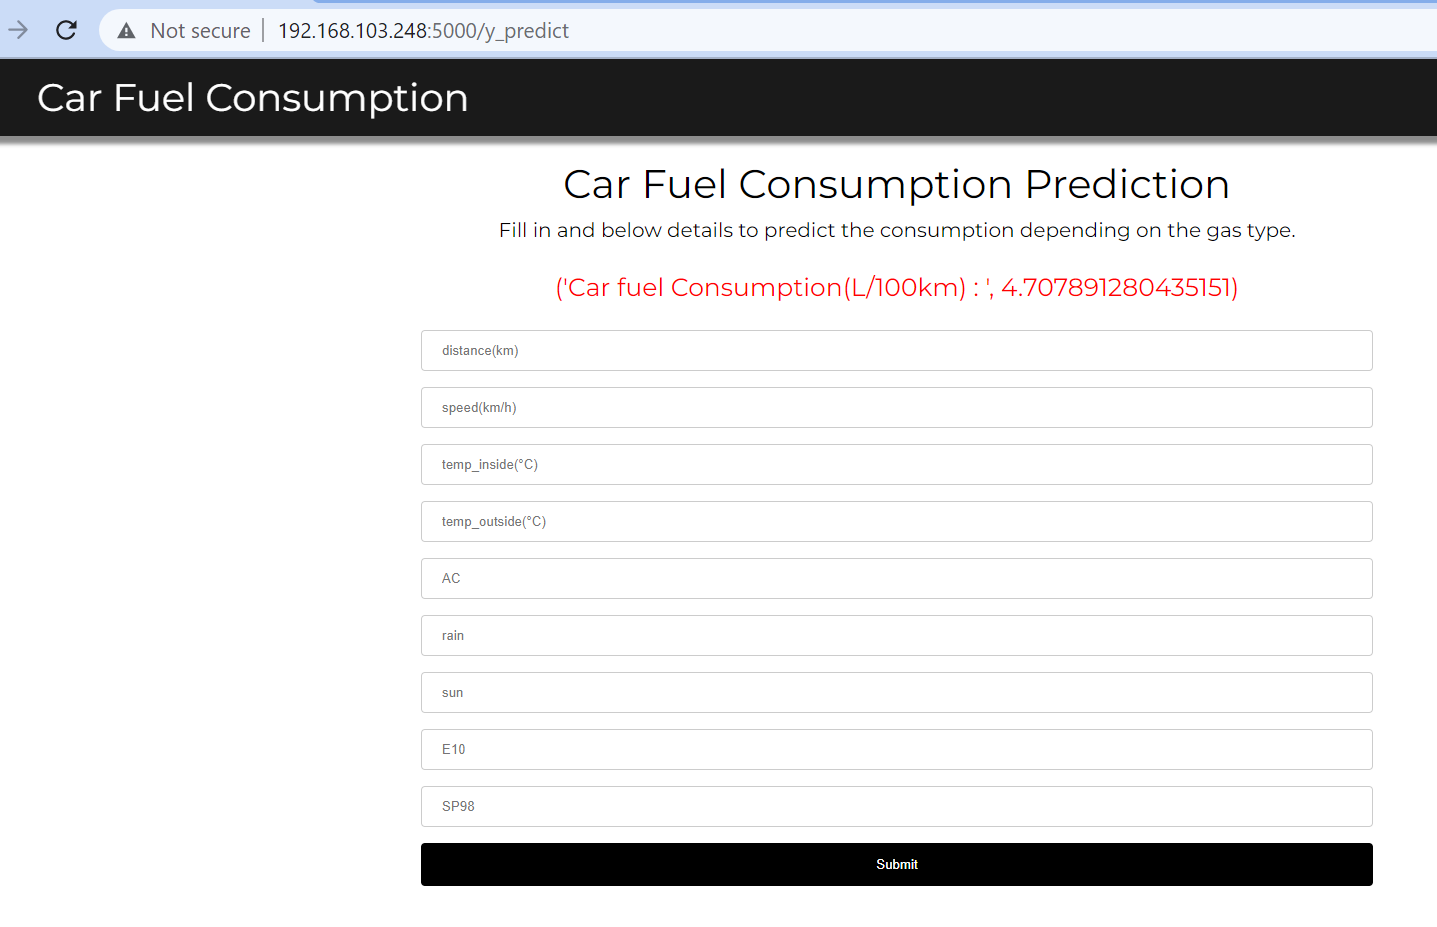 Not secure
192.168.103.248:5000/y_predict
Car Fuel Consumption
Car Fuel Consumption Prediction
Fill in and below details to predict the consumption depending on the gas type.
('Car fuel Consumption(L/100km) : ', 4.707891280435151)
distance(km)
speed(km/h)
temp_inside(°C)
temp_outside(°C)
AC
rain
sun
E10
SP98
Submit